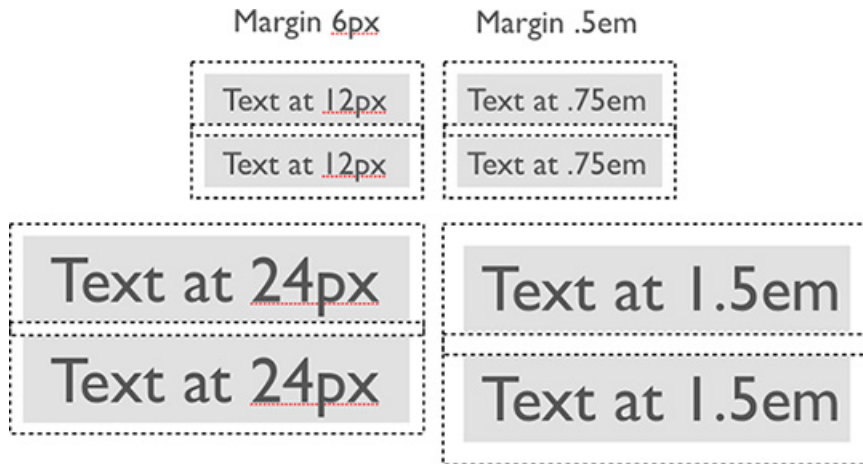 Margin 6px Margin .5em
Text at 12px Text at .75em
Text at 12px Text at .75em
Text at 24px Text at 1.5em
Text at 24px Text at 1.5em